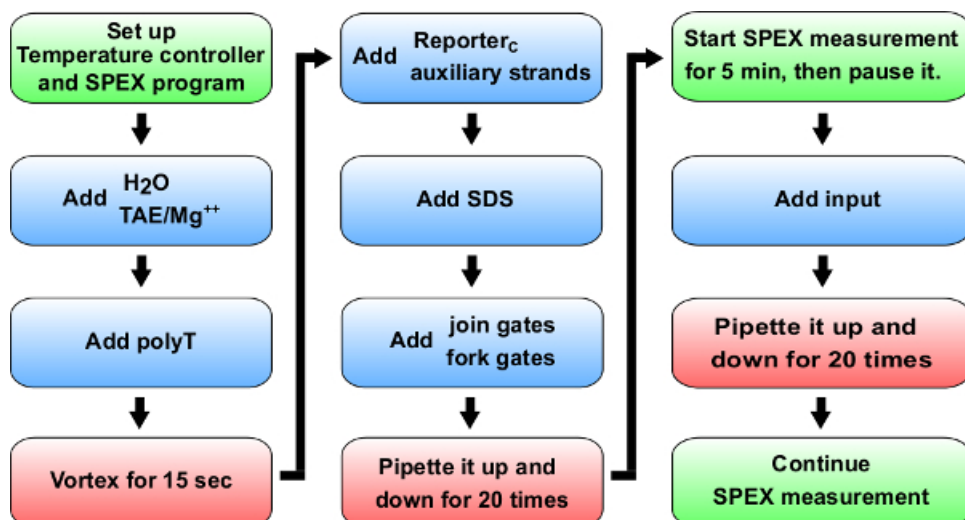 Set up
Temperature controller
and SPEX program
Add H₂O
TAE/Mg⁺⁺
Add polyT
Vortex for 15 sec
Add Reporter꜀
auxiliary strands
Add SDS
Add join gates
fork gates
Pipette it up and
down for 20 times
Start SPEX measurement
for 5 min, then pause it.
Add input
Pipette it up and
down for 20 times
Continue
SPEX measurement